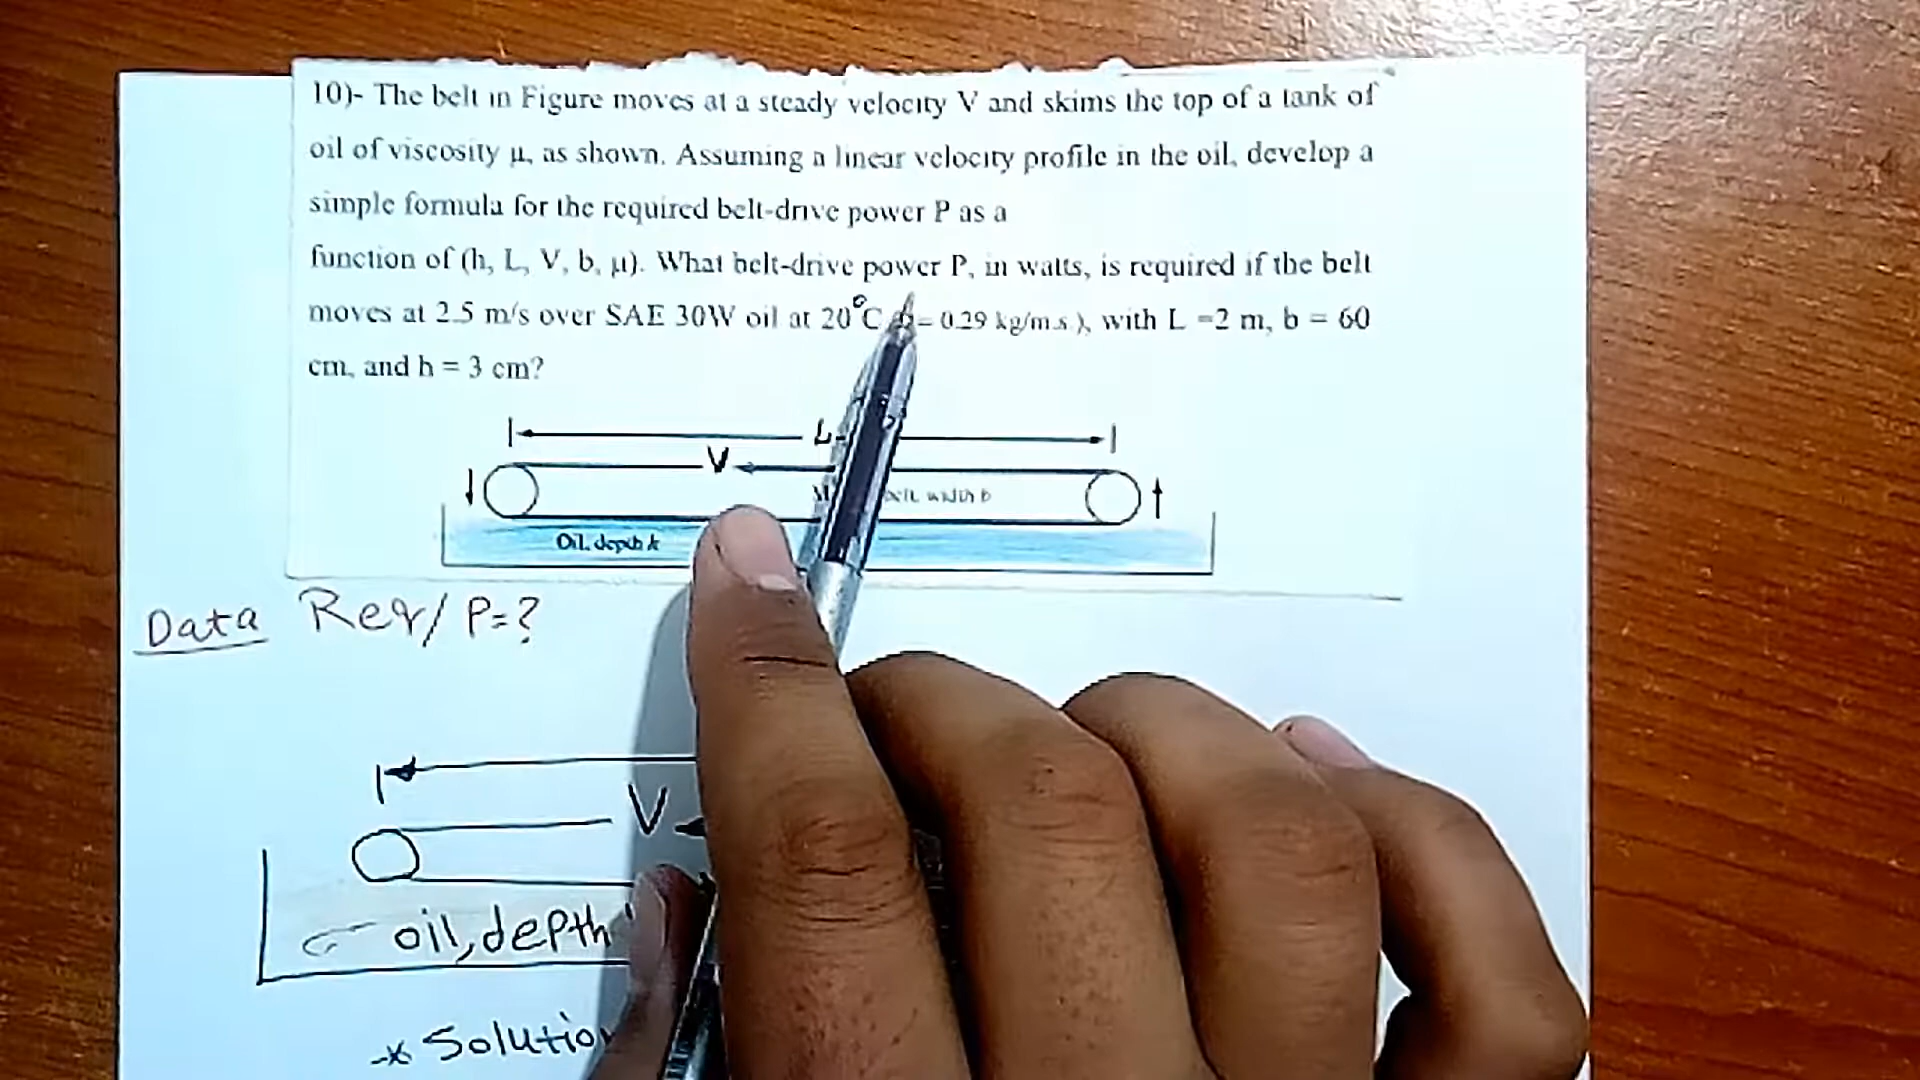 10)- The belt in Figure moves at a steady velocity V and skims the top of a tank of
oil of viscosity μ, as shown. Assuming a linear velocity profile in the oil, develop a
simple formula for the required belt-drive power P as a
function of (h, L, V, b, μ). What belt-drive power P, in watts, is required if the belt
moves at 2.5 m/s over SAE 30W oil at 20°C = 0.29 kg/m.s ), with L =2 m, b = 60
cm, and h = 3 cm?
L
V
width b
Oil, depth h
Data Req/ P=?
V
oil, depth
-* Solution